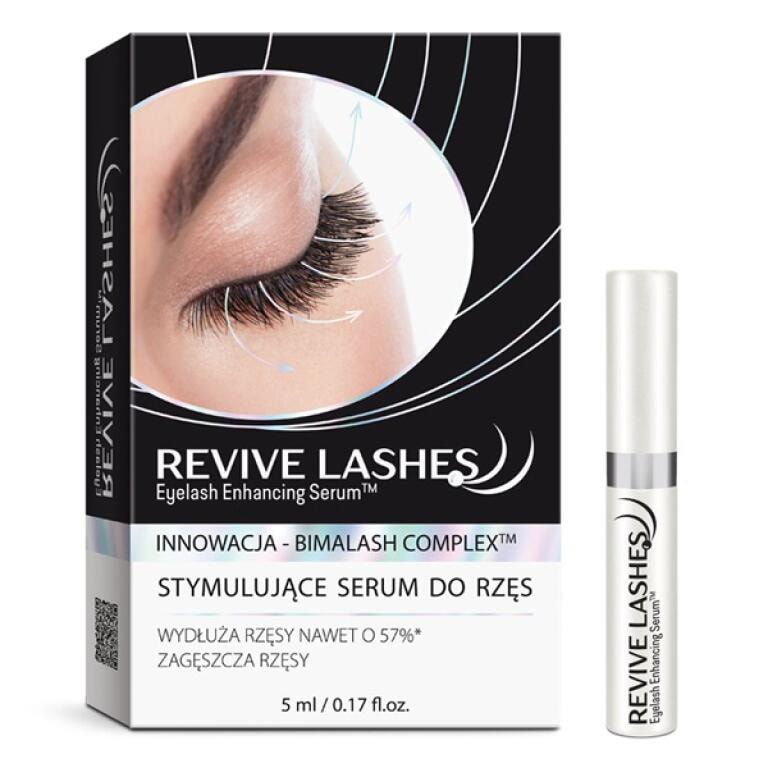 REVIVE LASHES
Eyelash Enhancing Serum™
REVIVE LASHES
Eyelash Enhancing Serum™
INNOWACJA - BIMALASH COMPLEX™
STYMULUJĄCE SERUM DO RZĘS
WYDŁUŻA RZĘSY NAWET O 57%*
ZAGĘSZCZA RZĘSY
5 ml / 0.17 fl.oz.
REVIVE LASHES
Eyelash Enhancing Serum™